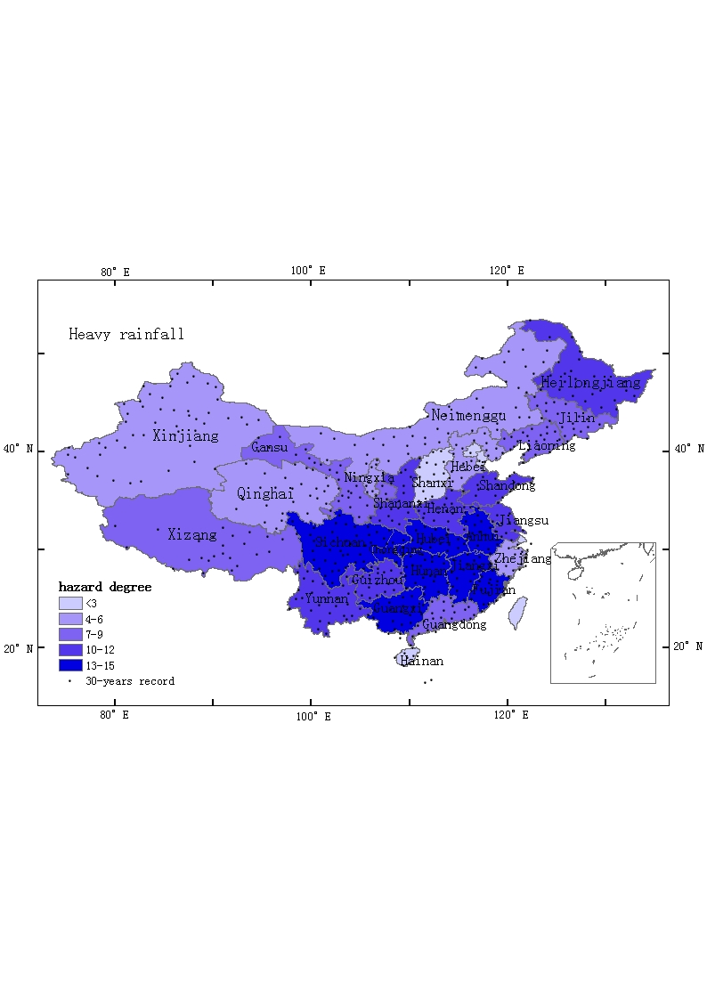 80° E
100° E
120° E
Heavy rainfall
Heilongjiang
Neimenggu
Jilin
Xinjiang
Gansu
Liaoning
40° N
40° N
Hebei
Ningxia
Shanxi
Shandong
Qinghai
Shananxi
Henan
Jiangsu
Xizang
Sichuan
Hubei
Anhui
Chongqing
Zhejiang
Hunan
Jiangxi
Guizhou
Fujian
hazard degree
Yunnan
<3
Guangxi
4-6
Guangdong
7-9
10-12
20° N
20° N
13-15
Hainan
30-years record
80° E
100° E
120° E